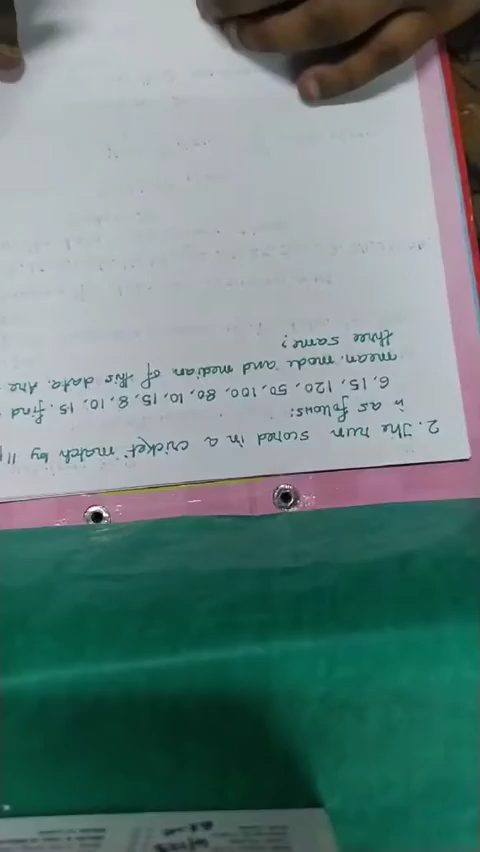 2. The run scored in a cricket match by 11
is as follows:
6, 15, 120, 50, 100, 80, 10, 15, 8, 10, 15. find
mean, mode and median of this data. Are
three same?